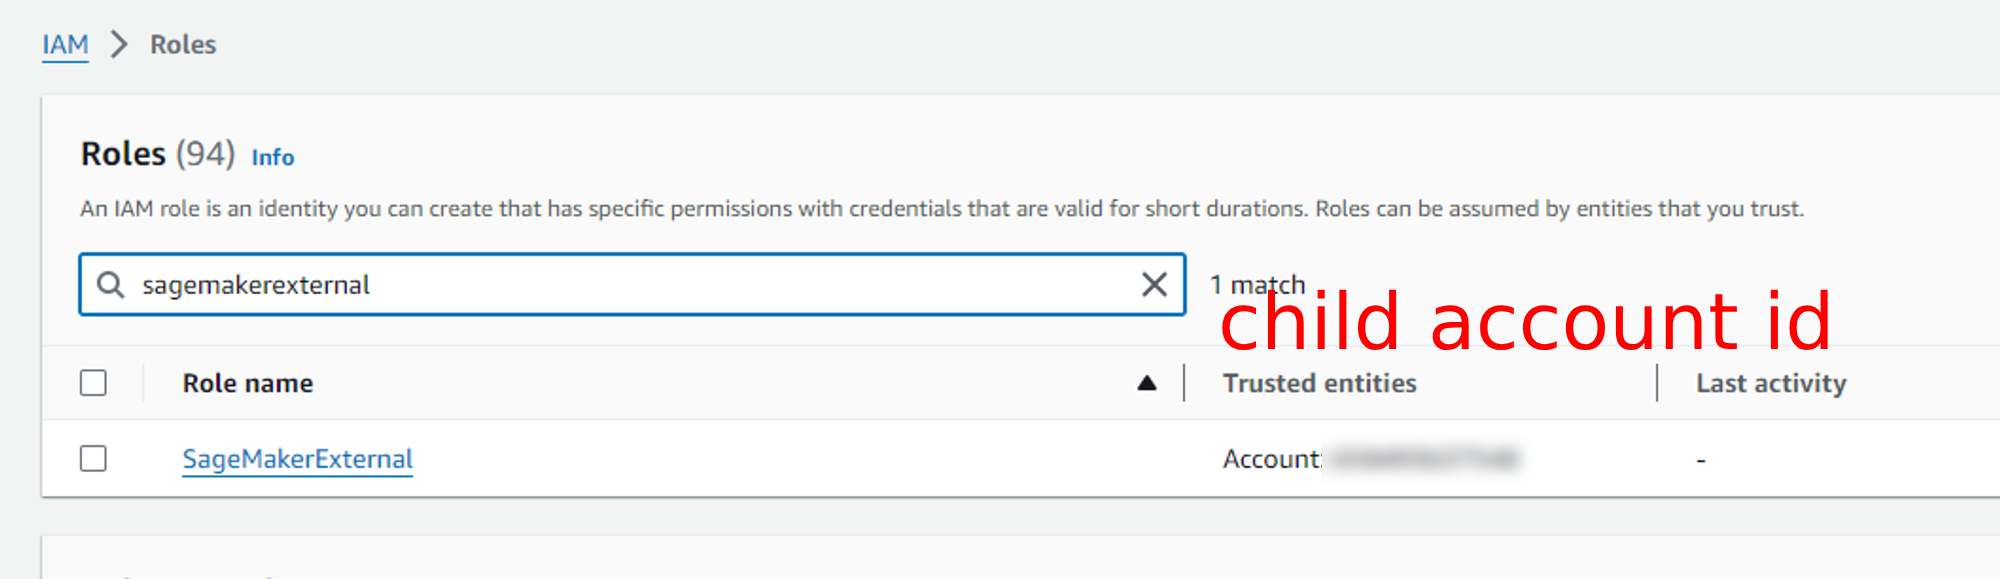 IAM > Roles
Roles (94) Info
An IAM role is an identity you can create that has specific permissions with credentials that are valid for short durations. Roles can be assumed by entities that you trust.
sagemakerexternal 1 match
child account id
Role name Trusted entities Last activity
SageMakerExternal Account: -